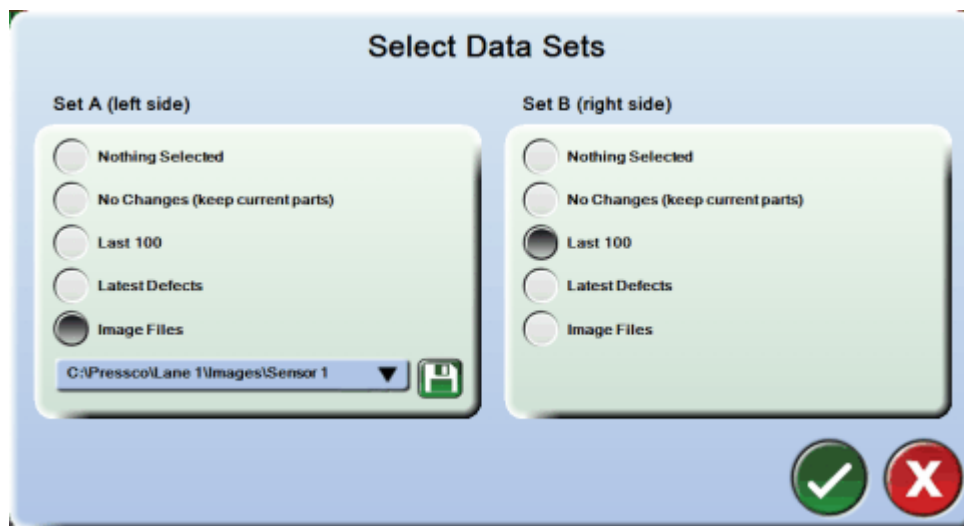 Select Data Sets
Set A (left side)
Nothing Selected
No Changes (keep current parts)
Last 100
Latest Defects
Image Files
C:\Pressco\Lane 1\Images\Sensor 1
Set B (right side)
Nothing Selected
No Changes (keep current parts)
Last 100
Latest Defects
Image Files